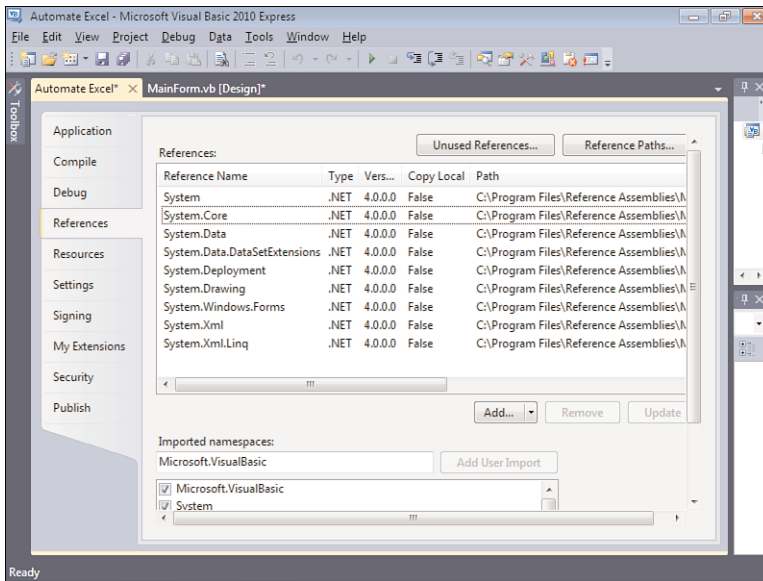 Automate Excel - Microsoft Visual Basic 2010 Express
File Edit View Project Debug Data Tools Window Help
Toolbox
Automate Excel* MainForm.vb [Design]*
Application
Compile
Debug
References
Resources
Settings
Signing
My Extensions
Security
Publish
Unused References... Reference Paths...
References:
Reference Name Type Vers... Copy Local Path
System .NET 4.0.0.0 False C:\Program Files\Reference Assemblies\M
System.Core .NET 4.0.0.0 False C:\Program Files\Reference Assemblies\M
System.Data .NET 4.0.0.0 False C:\Program Files\Reference Assemblies\M
System.Data.DataSetExtensions .NET 4.0.0.0 False C:\Program Files\Reference Assemblies\M
System.Deployment .NET 4.0.0.0 False C:\Program Files\Reference Assemblies\M
System.Drawing .NET 4.0.0.0 False C:\Program Files\Reference Assemblies\M
System.Windows.Forms .NET 4.0.0.0 False C:\Program Files\Reference Assemblies\M
System.Xml .NET 4.0.0.0 False C:\Program Files\Reference Assemblies\M
System.Xml.Linq .NET 4.0.0.0 False C:\Program Files\Reference Assemblies\M
Add... Remove Update
Imported namespaces:
Microsoft.VisualBasic Add User Import
Microsoft.VisualBasic
System
Ready